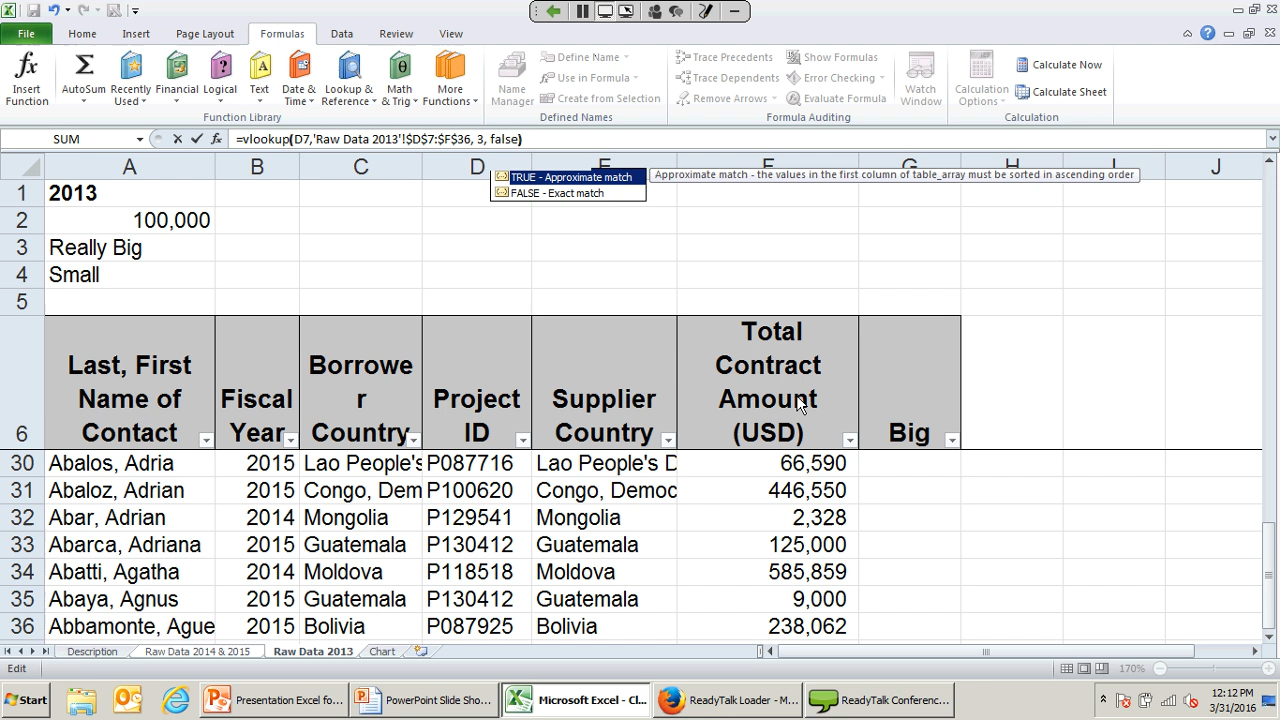 File Home Insert Page Layout Formulas Data Review View
Insert Function AutoSum Recently Used Financial Logical Text Date & Time Lookup & Reference Math & Trig More Functions
Function Library
Name Manager Define Name Use in Formula Create from Selection
Defined Names
Trace Precedents Trace Dependents Remove Arrows Show Formulas Error Checking Evaluate Formula Watch Window
Formula Auditing
Calculation Options Calculate Now Calculate Sheet
Calculation
SUM fx =vlookup(D7,'Raw Data 2013'!$D$7:$F$36, 3, false)
A B C D E F G H I J
TRUE - Approximate match Approximate match - the values in the first column of table_array must be sorted in ascending order
FALSE - Exact match
1 2013
2 100,000
3 Really Big
4 Small
5
6 Last, First Name of Contact Fiscal Year Borrowe r Country Project ID Supplier Country Total Contract Amount (USD) Big
30 Abalos, Adria 2015 Lao People's P087716 Lao People's D 66,590
31 Abaloz, Adrian 2015 Congo, Dem P100620 Congo, Democ 446,550
32 Abar, Adrian 2014 Mongolia P129541 Mongolia 2,328
33 Abarca, Adriana 2015 Guatemala P130412 Guatemala 125,000
34 Abatti, Agatha 2014 Moldova P118518 Moldova 585,859
35 Abaya, Agnus 2015 Guatemala P130412 Guatemala 9,000
36 Abbamonte, Ague 2015 Bolivia P087925 Bolivia 238,062
Description Raw Data 2014 & 2015 Raw Data 2013 Chart
Edit 170%
Start Presentation Excel fo... PowerPoint Slide Sho... Microsoft Excel - Cl... ReadyTalk Loader - M... ReadyTalk Conferenc... 12:12 PM
3/31/2016